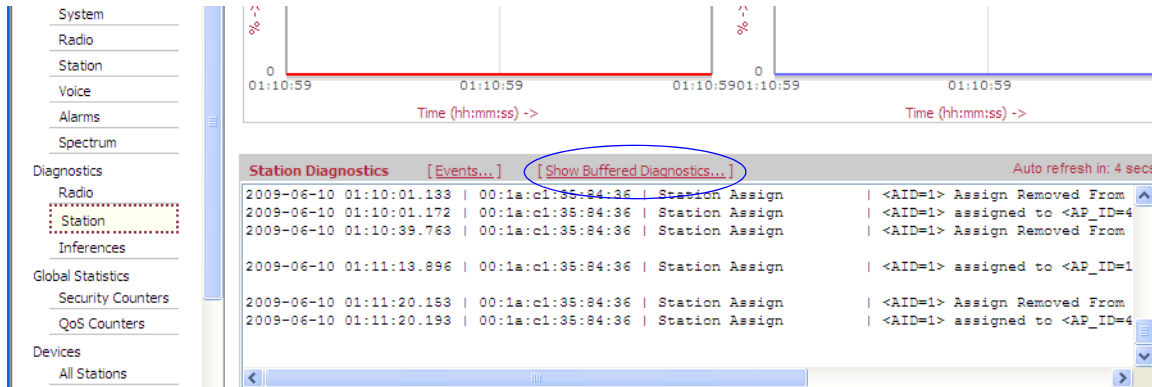 System
Radio
Station
Voice
Alarms
Spectrum
Diagnostics
Radio
Station
Inferences
Global Statistics
Security Counters
QoS Counters
Devices
All Stations
% ->
0
01:10:59 01:10:59 01:10:59
Time (hh:mm:ss) ->
% ->
0
01:10:59 01:10:59
Time (hh:mm:ss) ->
Station Diagnostics [ Events... ] [ Show Buffered Diagnostics... ] Auto refresh in: 4 secs
2009-06-10 01:10:01.133 | 00:1a:c1:35:84:36 | Station Assign | <AID=1> Assign Removed From
2009-06-10 01:10:01.172 | 00:1a:c1:35:84:36 | Station Assign | <AID=1> assigned to <AP_ID=4
2009-06-10 01:10:39.763 | 00:1a:c1:35:84:36 | Station Assign | <AID=1> Assign Removed From
2009-06-10 01:11:13.896 | 00:1a:c1:35:84:36 | Station Assign | <AID=1> assigned to <AP_ID=1
2009-06-10 01:11:20.153 | 00:1a:c1:35:84:36 | Station Assign | <AID=1> Assign Removed From
2009-06-10 01:11:20.193 | 00:1a:c1:35:84:36 | Station Assign | <AID=1> assigned to <AP_ID=4